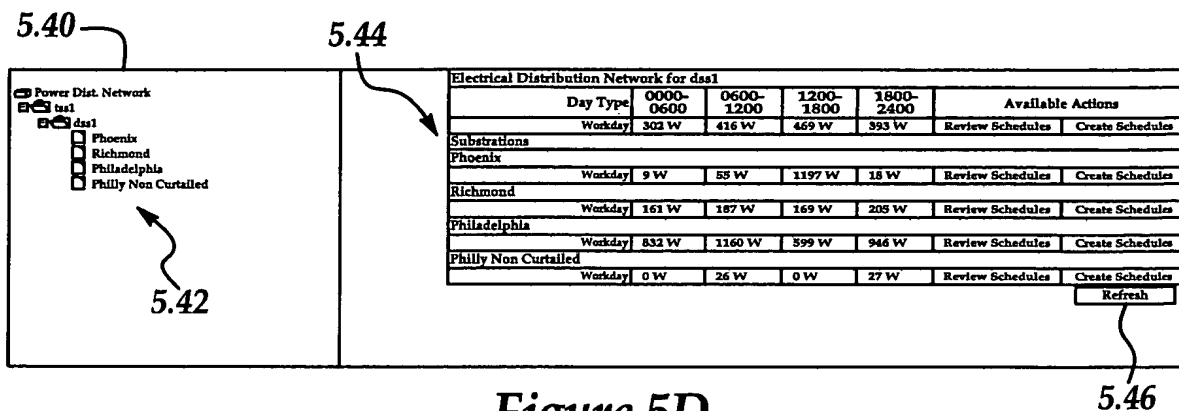 5.40
5.44
Power Dist. Network
tss1
dss1
Phoenix
Richmond
Philadelphia
Philly Non Curtailed
5.42
Electrical Distribution Network for dss1
Day Type 0000-0600 0600-1200 1200-1800 1800-2400 Available Actions
Workday 302 W 416 W 469 W 393 W Review Schedules Create Schedules
Substrations
Phoenix
Workday 9 W 55 W 1197 W 18 W Review Schedules Create Schedules
Richmond
Workday 161 W 187 W 169 W 205 W Review Schedules Create Schedules
Philadelphia
Workday 832 W 1160 W 599 W 946 W Review Schedules Create Schedules
Philly Non Curtailed
Workday 0 W 26 W 0 W 27 W Review Schedules Create Schedules
Refresh
5.46
Figure 5D